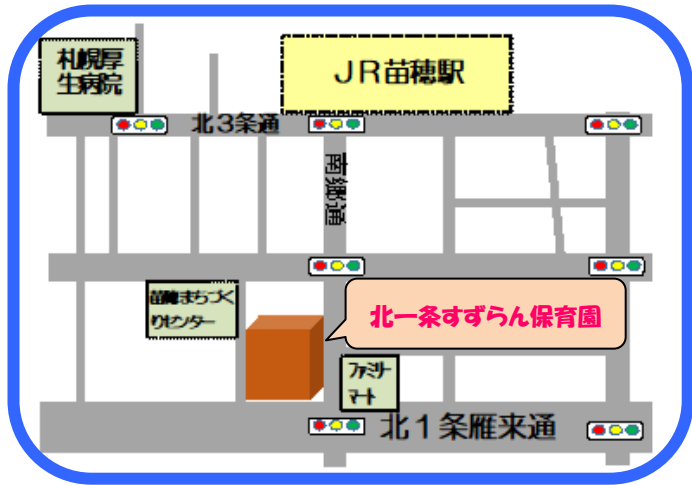 札幌厚
生病院
JR苗穂駅
北3条通
南郷通
苗穂まちづく
りセンター
北一条すずらん保育園
ファミリー
マート
北1条雁来通